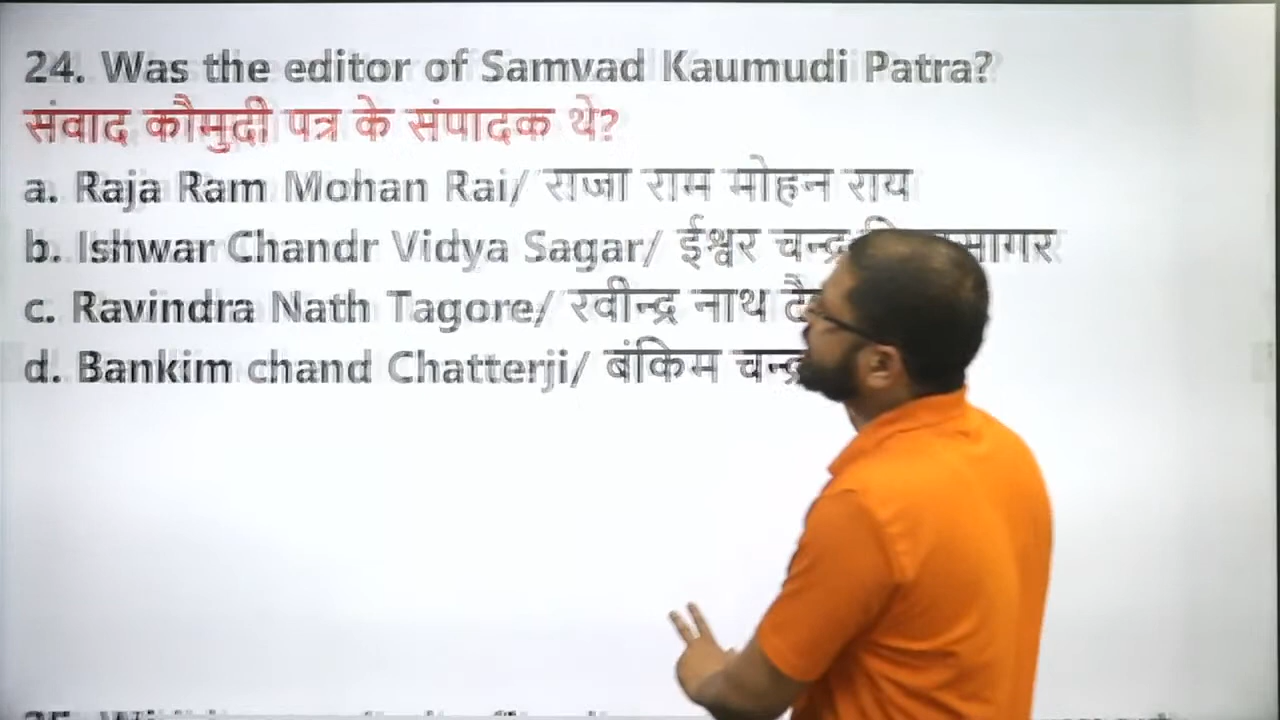 24. Was the editor of Samvad Kaumudi Patra?
संवाद कौमुदी पत्र के संपादक थे?
a. Raja Ram Mohan Rai/ राजा राम मोहन राय
b. Ishwar Chandr Vidya Sagar/ ईश्वर चन्द्र
c. Ravindra Nath Tagore/ रवीन्द्र नाथ
d. Bankim chand Chatterji/ बंकिम चन्द्र